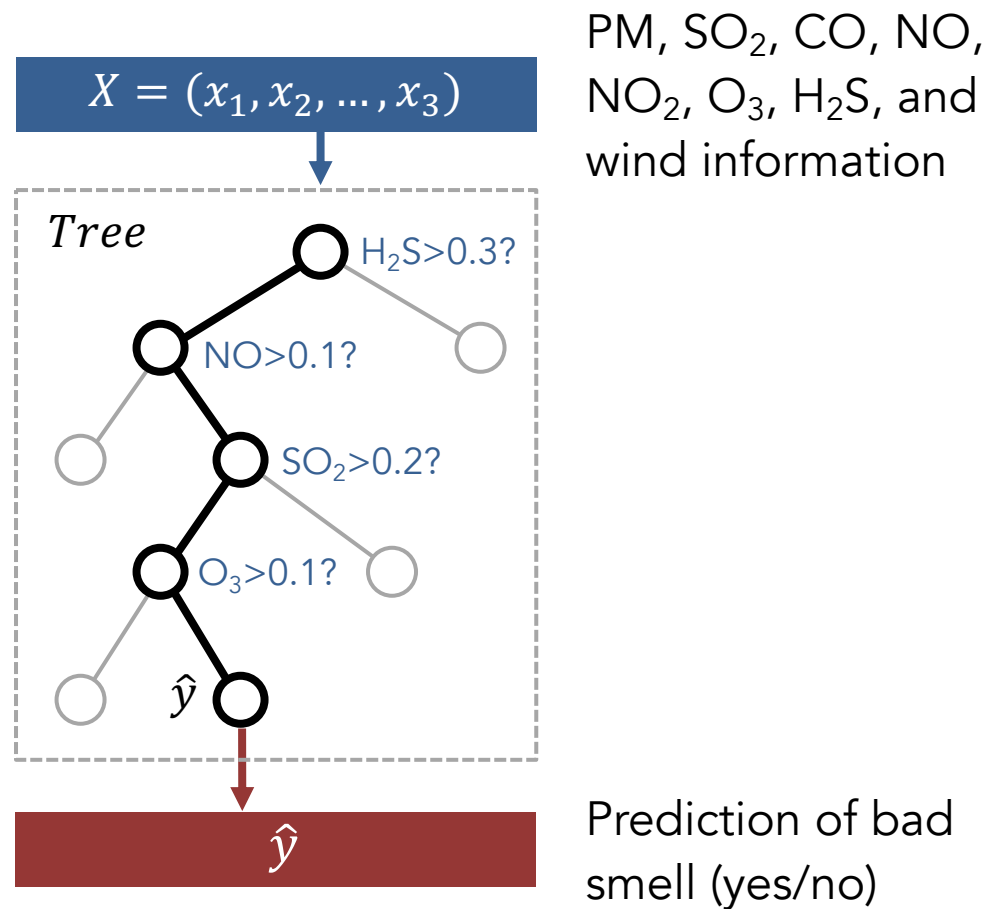 PM, SO₂, CO, NO,
X = (x₁, x₂, ..., x₃)
NO₂, O₃, H₂S, and
wind information
Tree
H₂S>0.3?
NO>0.1?
SO₂>0.2?
O₃>0.1?
ŷ
Prediction of bad
ŷ
smell (yes/no)